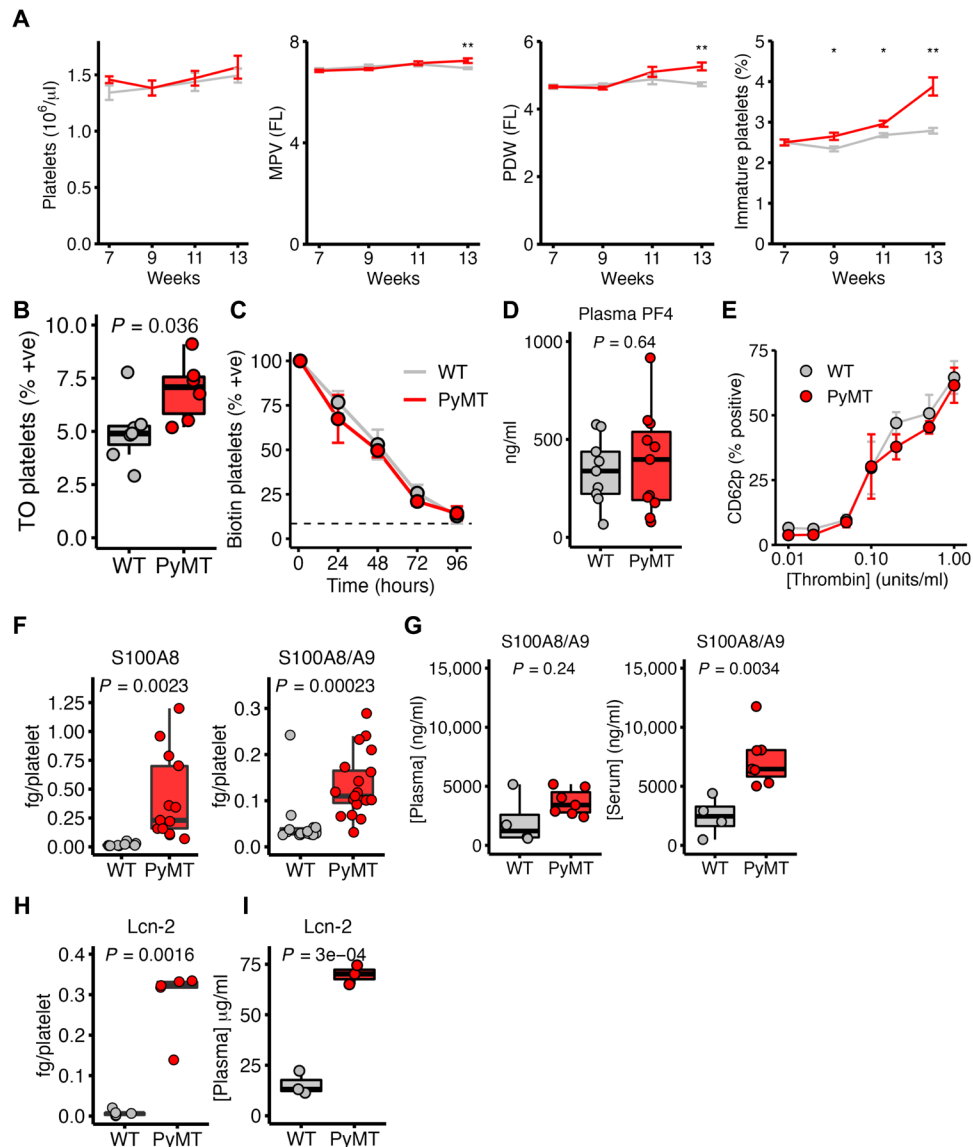 A
Platelets (10⁶/µl)
1.5
1.0
0.5
0.0
7 9 11 13
Weeks
MPV (FL)
8
4
0
**
7 9 11 13
Weeks
PDW (FL)
6
4
2
0
**
7 9 11 13
Weeks
Immature platelets (%)
5
4
3
2
1
0
* * **
7 9 11 13
Weeks
B
TO platelets (% +ve)
P = 0.036
10.0
7.5
5.0
2.5
0.0
WT PyMT
C
Biotin platelets (% +ve)
100
75
50
25
0
WT
PyMT
0 24 48 72 96
Time (hours)
D
Plasma PF4
P = 0.64
ng/ml
1000
500
0
WT PyMT
E
CD62p (% positive)
75
50
25
0
WT
PyMT
0.01 0.10 1.00
[Thrombin] (units/ml)
F
S100A8
P = 0.0023
fg/platelet
1.25
1.00
0.75
0.50
0.25
0.00
WT PyMT
S100A8/A9
P = 0.00023
fg/platelet
0.3
0.2
0.1
0.0
WT PyMT
G
S100A8/A9
P = 0.24
[Plasma] (ng/ml)
15,000
10,000
5000
0
WT PyMT
S100A8/A9
P = 0.0034
[Serum] (ng/ml)
15,000
10,000
5000
0
WT PyMT
H
Lcn-2
P = 0.0016
fg/platelet
0.4
0.3
0.2
0.1
0.0
WT PyMT
I
Lcn-2
P = 3e−04
[Plasma] µg/ml
75
50
25
0
WT PyMT